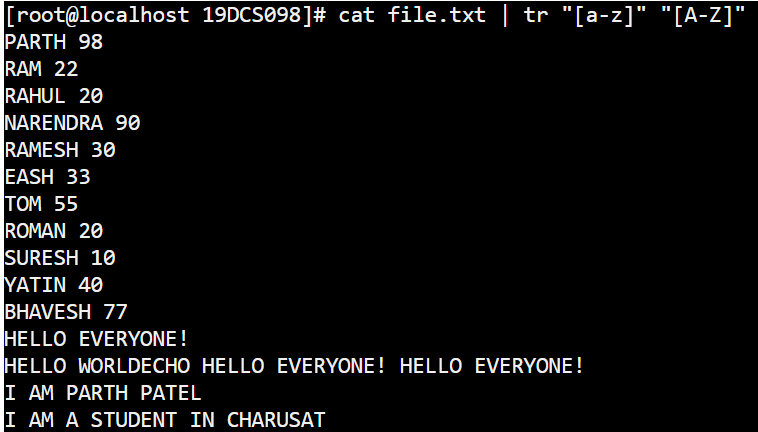 [root@localhost 19DCS098]# cat file.txt | tr "[a-z]" "[A-Z]"
PARTH 98
RAM 22
RAHUL 20
NARENDRA 90
RAMESH 30
EASH 33
TOM 55
ROMAN 20
SURESH 10
YATIN 40
BHAVESH 77
HELLO EVERYONE!
HELLO WORLDECHO HELLO EVERYONE! HELLO EVERYONE!
I AM PARTH PATEL
I AM A STUDENT IN CHARUSAT